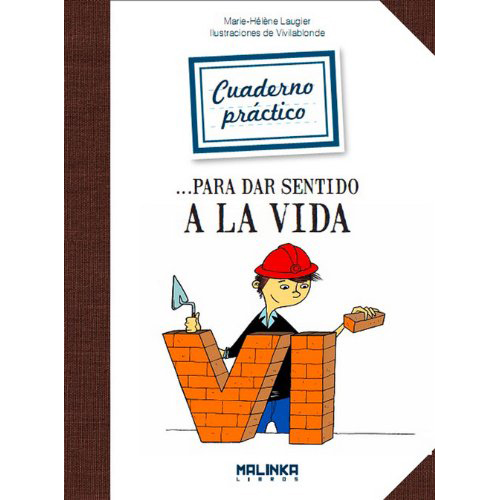 Marie-Hélène Laugier
Ilustraciones de Vivilablonde
Cuaderno
práctico
...PARA DAR SENTIDO
A LA VIDA
VI
MALINKA
LIBROS